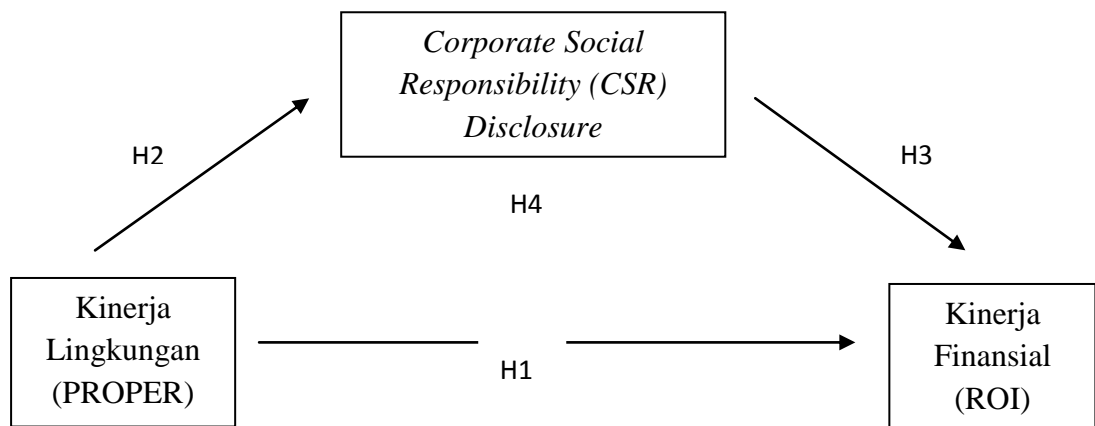 Corporate Social
Responsibility (CSR)
Disclosure
H2
H3
H4
Kinerja
Lingkungan
(PROPER)
H1
Kinerja
Finansial
(ROI)